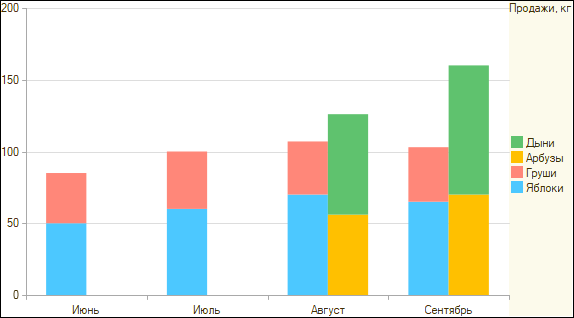 Продажи, кг
200
150
100
50
0
Июнь
Июль
Август
Сентябрь
Дыни
Арбузы
Груши
Яблоки